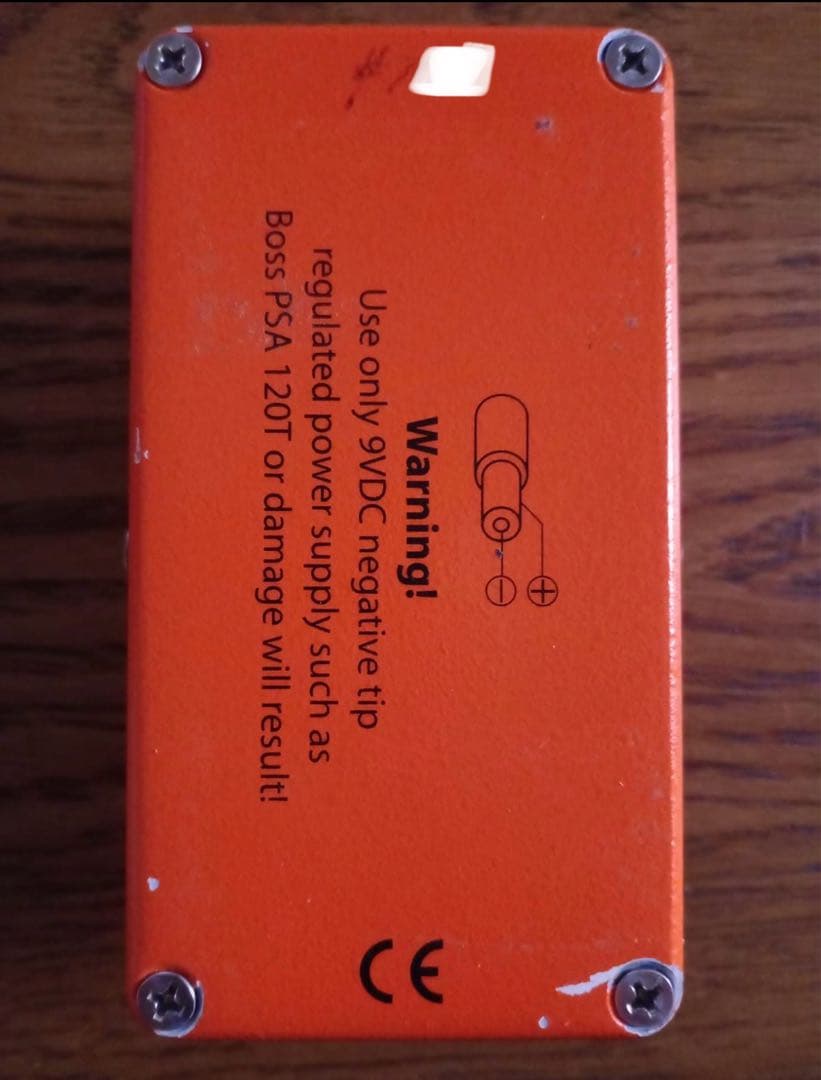 Warning!
Use only 9VDC negative tip
regulated power supply such as
Boss PSA 120T or damage will result!
CE